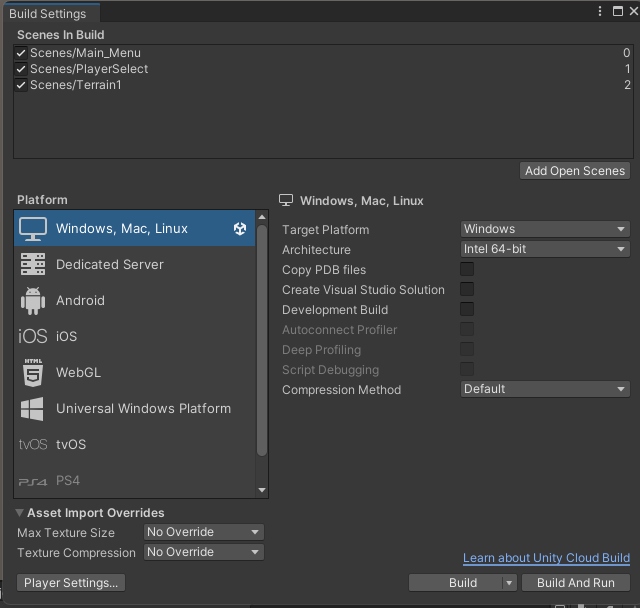 Build Settings
Scenes In Build
Scenes/Main_Menu 0
Scenes/PlayerSelect 1
Scenes/Terrain1 2
Add Open Scenes
Platform
Windows, Mac, Linux
Dedicated Server
Android
iOS iOS
HTML 5 WebGL
Universal Windows Platform
tvOS tvOS
PS4 PS4
Windows, Mac, Linux
Target Platform Windows
Architecture Intel 64-bit
Copy PDB files
Create Visual Studio Solution
Development Build
Autoconnect Profiler
Deep Profiling
Script Debugging
Compression Method Default
Asset Import Overrides
Max Texture Size No Override
Texture Compression No Override
Learn about Unity Cloud Build
Player Settings... Build Build And Run